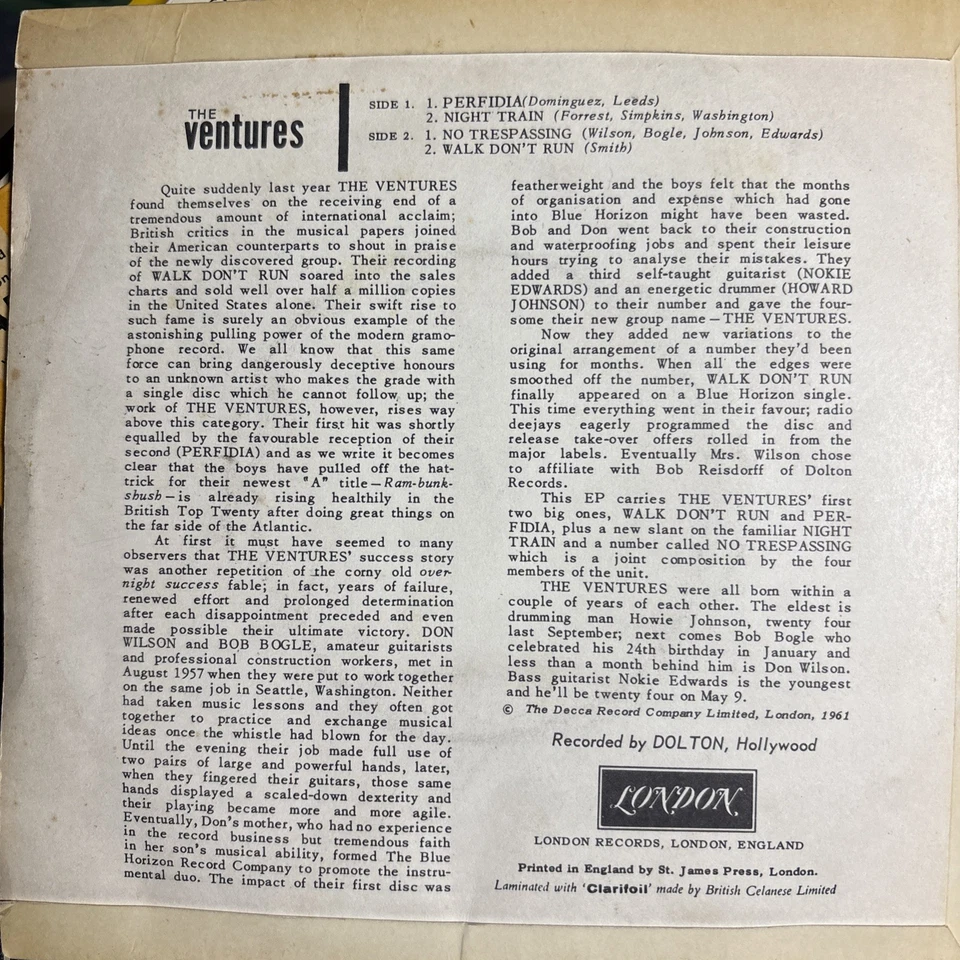 THE
ventures
SIDE 1. 1. PERFIDIA(Dominguez, Leeds)
2. NIGHT TRAIN (Forrest, Simpkins, Washington)
SIDE 2. 1. NO TRESPASSING (Wilson, Bogle, Johnson, Edwards)
2. WALK DON'T RUN (Smith)
Quite suddenly last year THE VENTURES
found themselves on the receiving end of a
tremendous amount of international acclaim;
British critics in the musical papers joined
their American counterparts to shout in praise
of the newly discovered group. Their recording
of WALK DON'T RUN soared into the sales
charts and sold well over half a million copies
in the United States alone. Their swift rise to
such fame is surely an obvious example of the
astonishing pulling power of the modern gramo-
phone record. We all know that this same
force can bring dangerously deceptive honours
to an unknown artist who makes the grade with
a single disc which he cannot follow up; the
work of THE VENTURES, however, rises way
above this category. Their first hit was shortly
equalled by the favourable reception of their
second (PERFIDIA) and as we write it becomes
clear that the boys have pulled off the hat-
trick for their newest "A" title—Ram-bunk-
shush—is already rising healthily in the
British Top Twenty after doing great things on
the far side of the Atlantic.
At first it must have seemed to many
observers that THE VENTURES' success story
was another repetition of the corny old over-
night success fable; in fact, years of failure,
renewed effort and prolonged determination
after each disappointment preceded and even
made possible their ultimate victory. DON
WILSON and BOB BOGLE, amateur guitarists
and professional construction workers, met in
August 1957 when they were put to work together
on the same job in Seattle, Washington. Neither
had taken music lessons and they often got
together to practice and exchange musical
ideas once the whistle had blown for the day.
Until the evening their job made full use of
two pairs of large and powerful hands, later,
when they fingered their guitars, those same
hands displayed a scaled-down dexterity and
their playing became more and more agile.
Eventually, Don's mother, who had no experience
in the record business but tremendous faith
in her son's musical ability, formed The Blue
Horizon Record Company to promote the instru-
mental duo. The impact of their first disc was
featherweight and the boys felt that the months
of organisation and expense which had gone
into Blue Horizon might have been wasted.
Bob and Don went back to their construction
and waterproofing jobs and spent their leisure
hours trying to analyse their mistakes. They
added a third self-taught guitarist (NOKIE
EDWARDS) and an energetic drummer (HOWARD
JOHNSON) to their number and gave the four-
some their new group name—THE VENTURES.
Now they added new variations to the
original arrangement of a number they'd been
using for months. When all the edges were
smoothed off the number, WALK DON'T RUN
finally appeared on a Blue Horizon single.
This time everything went in their favour; radio
deejays eagerly programmed the disc and
release take-over offers rolled in from the
major labels. Eventually Mrs. Wilson chose
to affiliate with Bob Reisdorff of Dolton
Records.
This EP carries THE VENTURES' first
two big ones, WALK DON'T RUN and PER-
FIDIA, plus a new slant on the familiar NIGHT
TRAIN and a number called NO TRESPASSING
which is a joint composition by the four
members of the unit.
THE VENTURES were all born within a
couple of years of each other. The eldest is
drumming man Howie Johnson, twenty four
last September; next comes Bob Bogle who
celebrated his 24th birthday in January and
less than a month behind him is Don Wilson.
Bass guitarist Nokie Edwards is the youngest
and he'll be twenty four on May 9.
© The Decca Record Company Limited, London, 1961
Recorded by DOLTON, Hollywood
LONDON
LONDON RECORDS, LONDON, ENGLAND
Printed in England by St. James Press, London.
Laminated with 'Clarifoil' made by British Celanese Limited